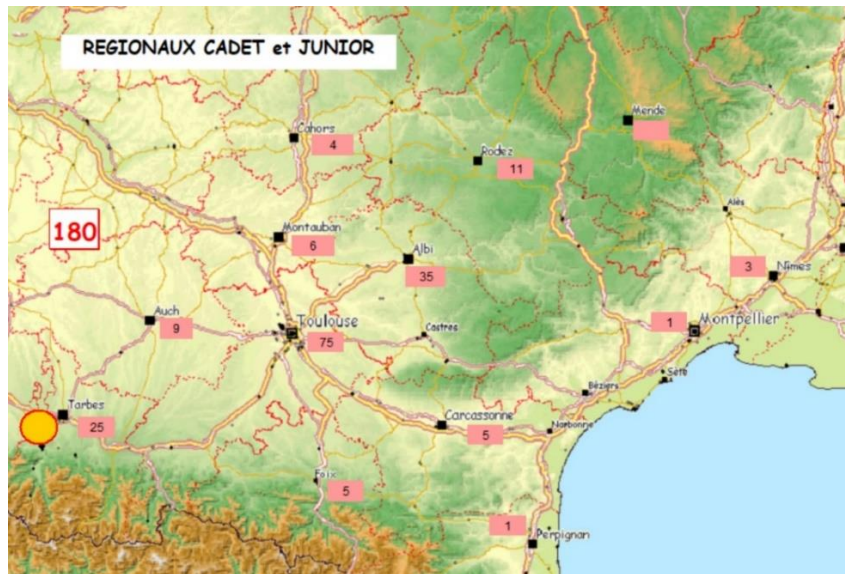 REGIONAUX CADET et JUNIOR
Mende
Cahors
4
Rodez
11
Alés
180
Montauban
6
Albi
35
3
Nîmes
Auch
9
Toulouse
75
Castres
1
Montpellier
Tarbes
25
Béziers
Sète
Carcassonne
5
Narbonne
Foix
5
1
Perpignan